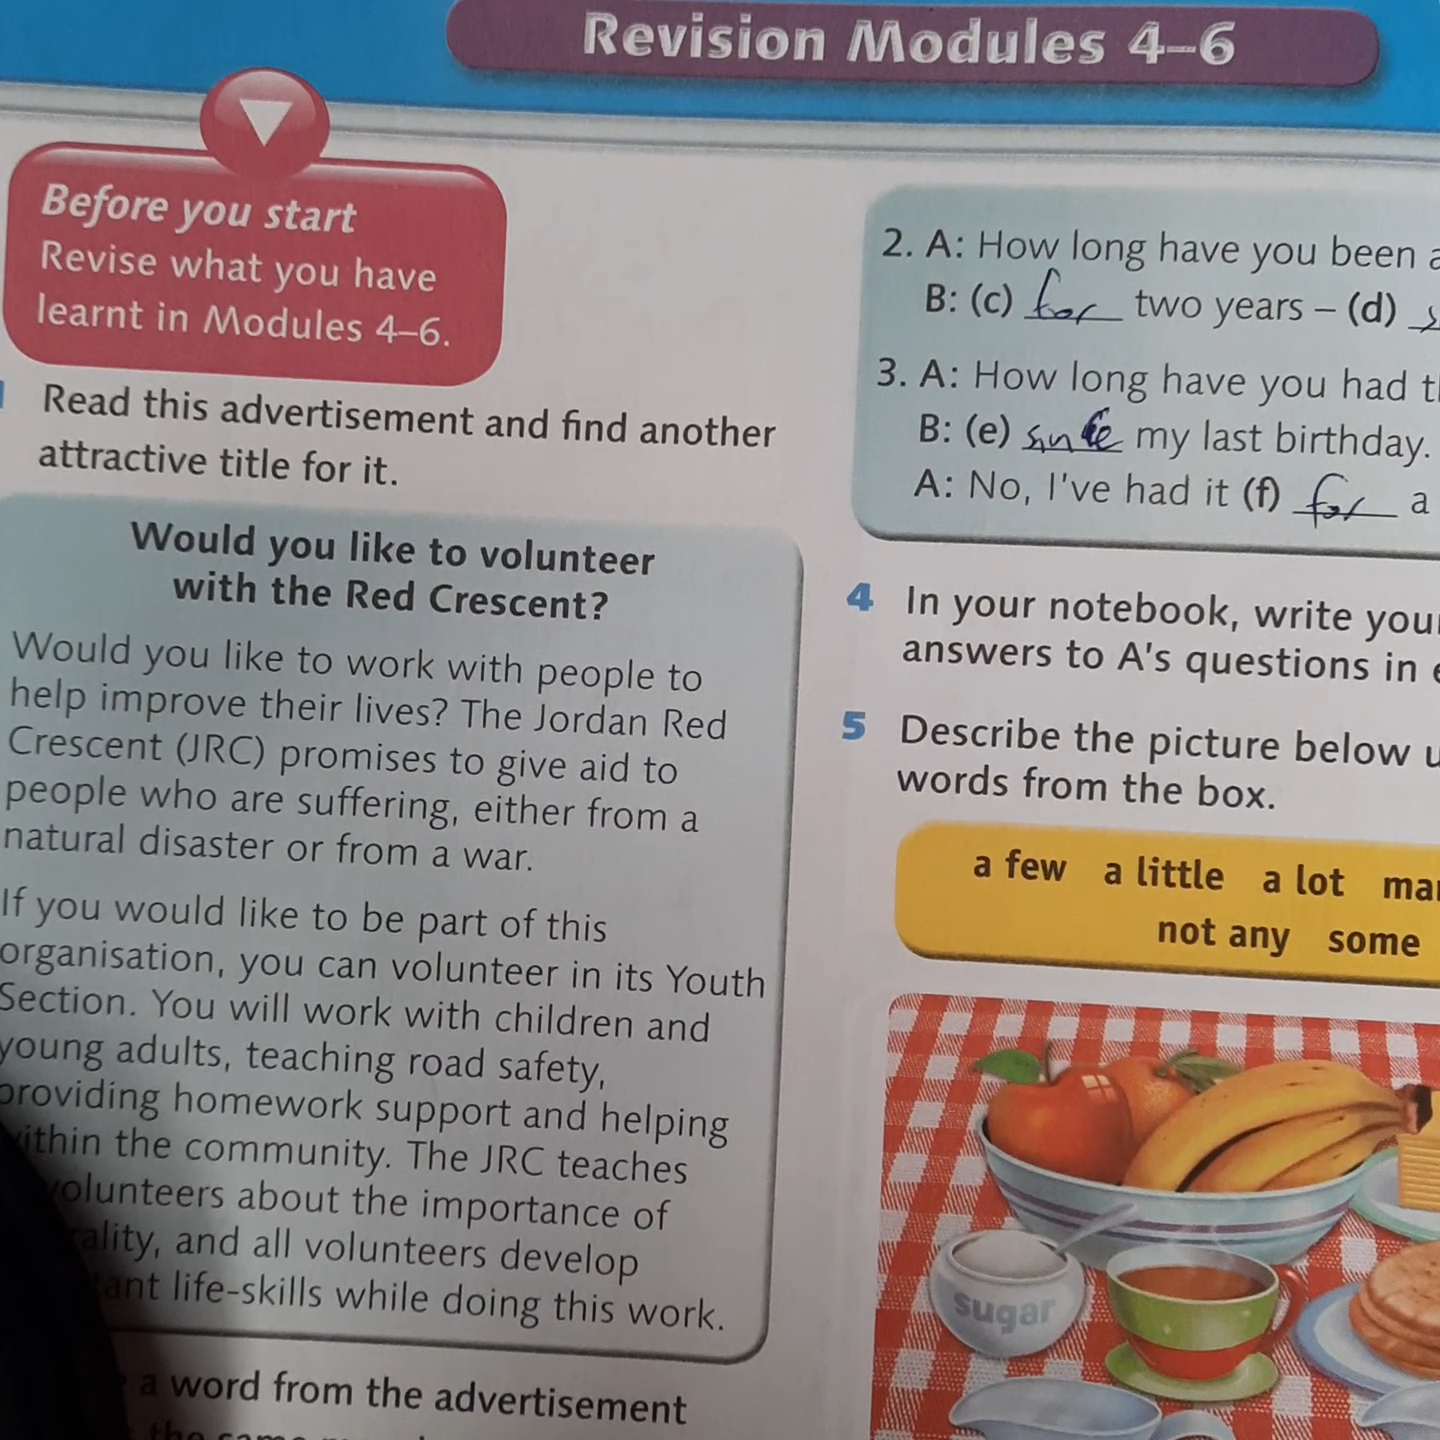 Revision Modules 4–6
Before you start
Revise what you have
learnt in Modules 4–6.
Read this advertisement and find another
attractive title for it.
Would you like to volunteer
with the Red Crescent?
Would you like to work with people to
help improve their lives? The Jordan Red
Crescent (JRC) promises to give aid to
people who are suffering, either from a
natural disaster or from a war.
If you would like to be part of this
organisation, you can volunteer in its Youth
Section. You will work with children and
young adults, teaching road safety,
providing homework support and helping
within the community. The JRC teaches
volunteers about the importance of
and all volunteers develop
life-skills while doing this work.
a word from the advertisement
2. A: How long have you been
B: (c) for two years – (d)
3. A: How long have you had
B: (e) since my last birthday.
A: No, I've had it (f) for a
4 In your notebook, write
answers to A's questions in
5 Describe the picture below
words from the box.
a few a little a lot
not any some
sugar